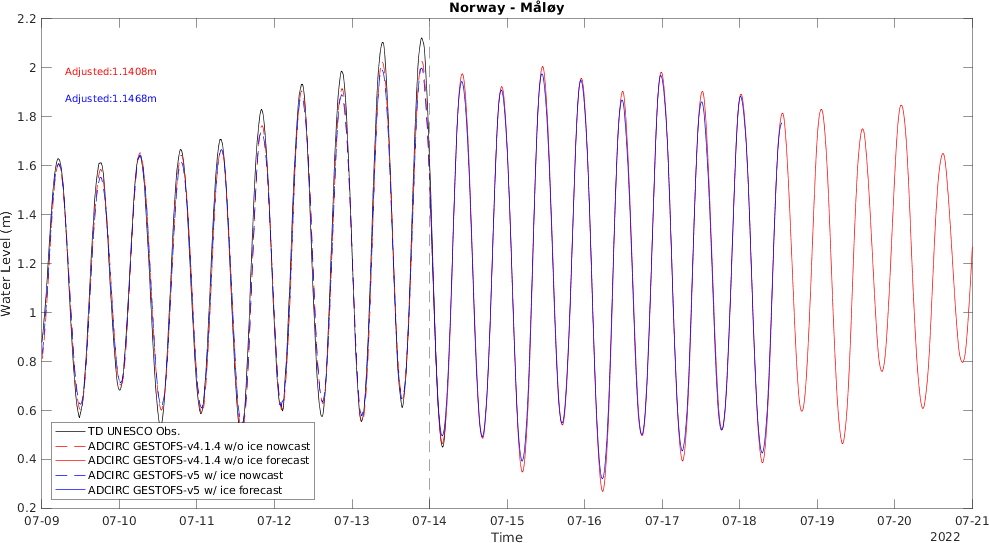 Norway - Måløy
2.2
2
1.8
1.6
1.4
1.2
1
0.8
0.6
0.4
0.2
Water Level (m)
Adjusted:1.1408m
Adjusted:1.1468m
TD UNESCO Obs.
ADCIRC GESTOFS-v4.1.4 w/o ice nowcast
ADCIRC GESTOFS-v4.1.4 w/o ice forecast
ADCIRC GESTOFS-v5 w/ ice nowcast
ADCIRC GESTOFS-v5 w/ ice forecast
07-09 07-10 07-11 07-12 07-13 07-14 07-15 07-16 07-17 07-18 07-19 07-20 07-21
Time
2022